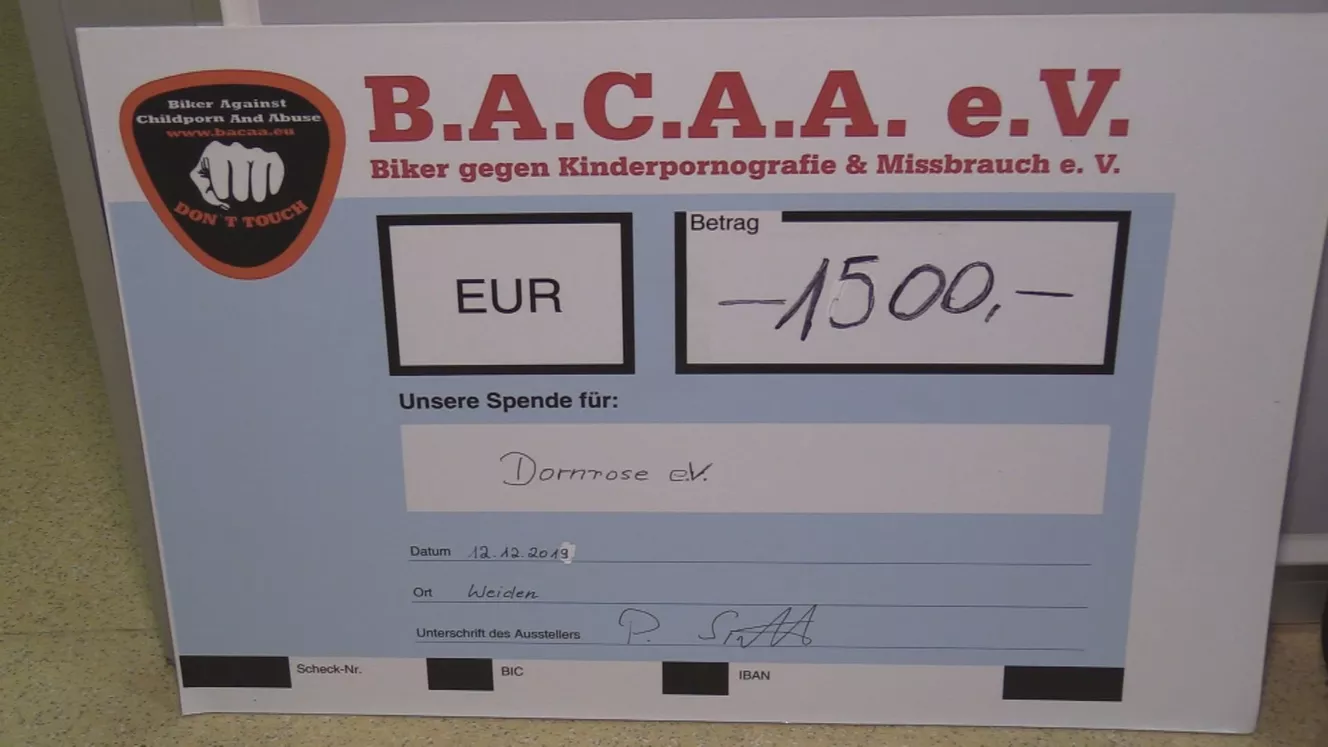 Biker Against
Childporn And Abuse
www.bacaa.eu
DON`T TOUCH
B.A.C.A.A. e.V.
Biker gegen Kinderpornografie & Missbrauch e. V.
EUR
Betrag
—1500,—
Unsere Spende für:
Dornrose e.V.
Datum 12.12.2019
Ort Weiden
Unterschrift des Ausstellers P.
Scheck-Nr. BIC IBAN